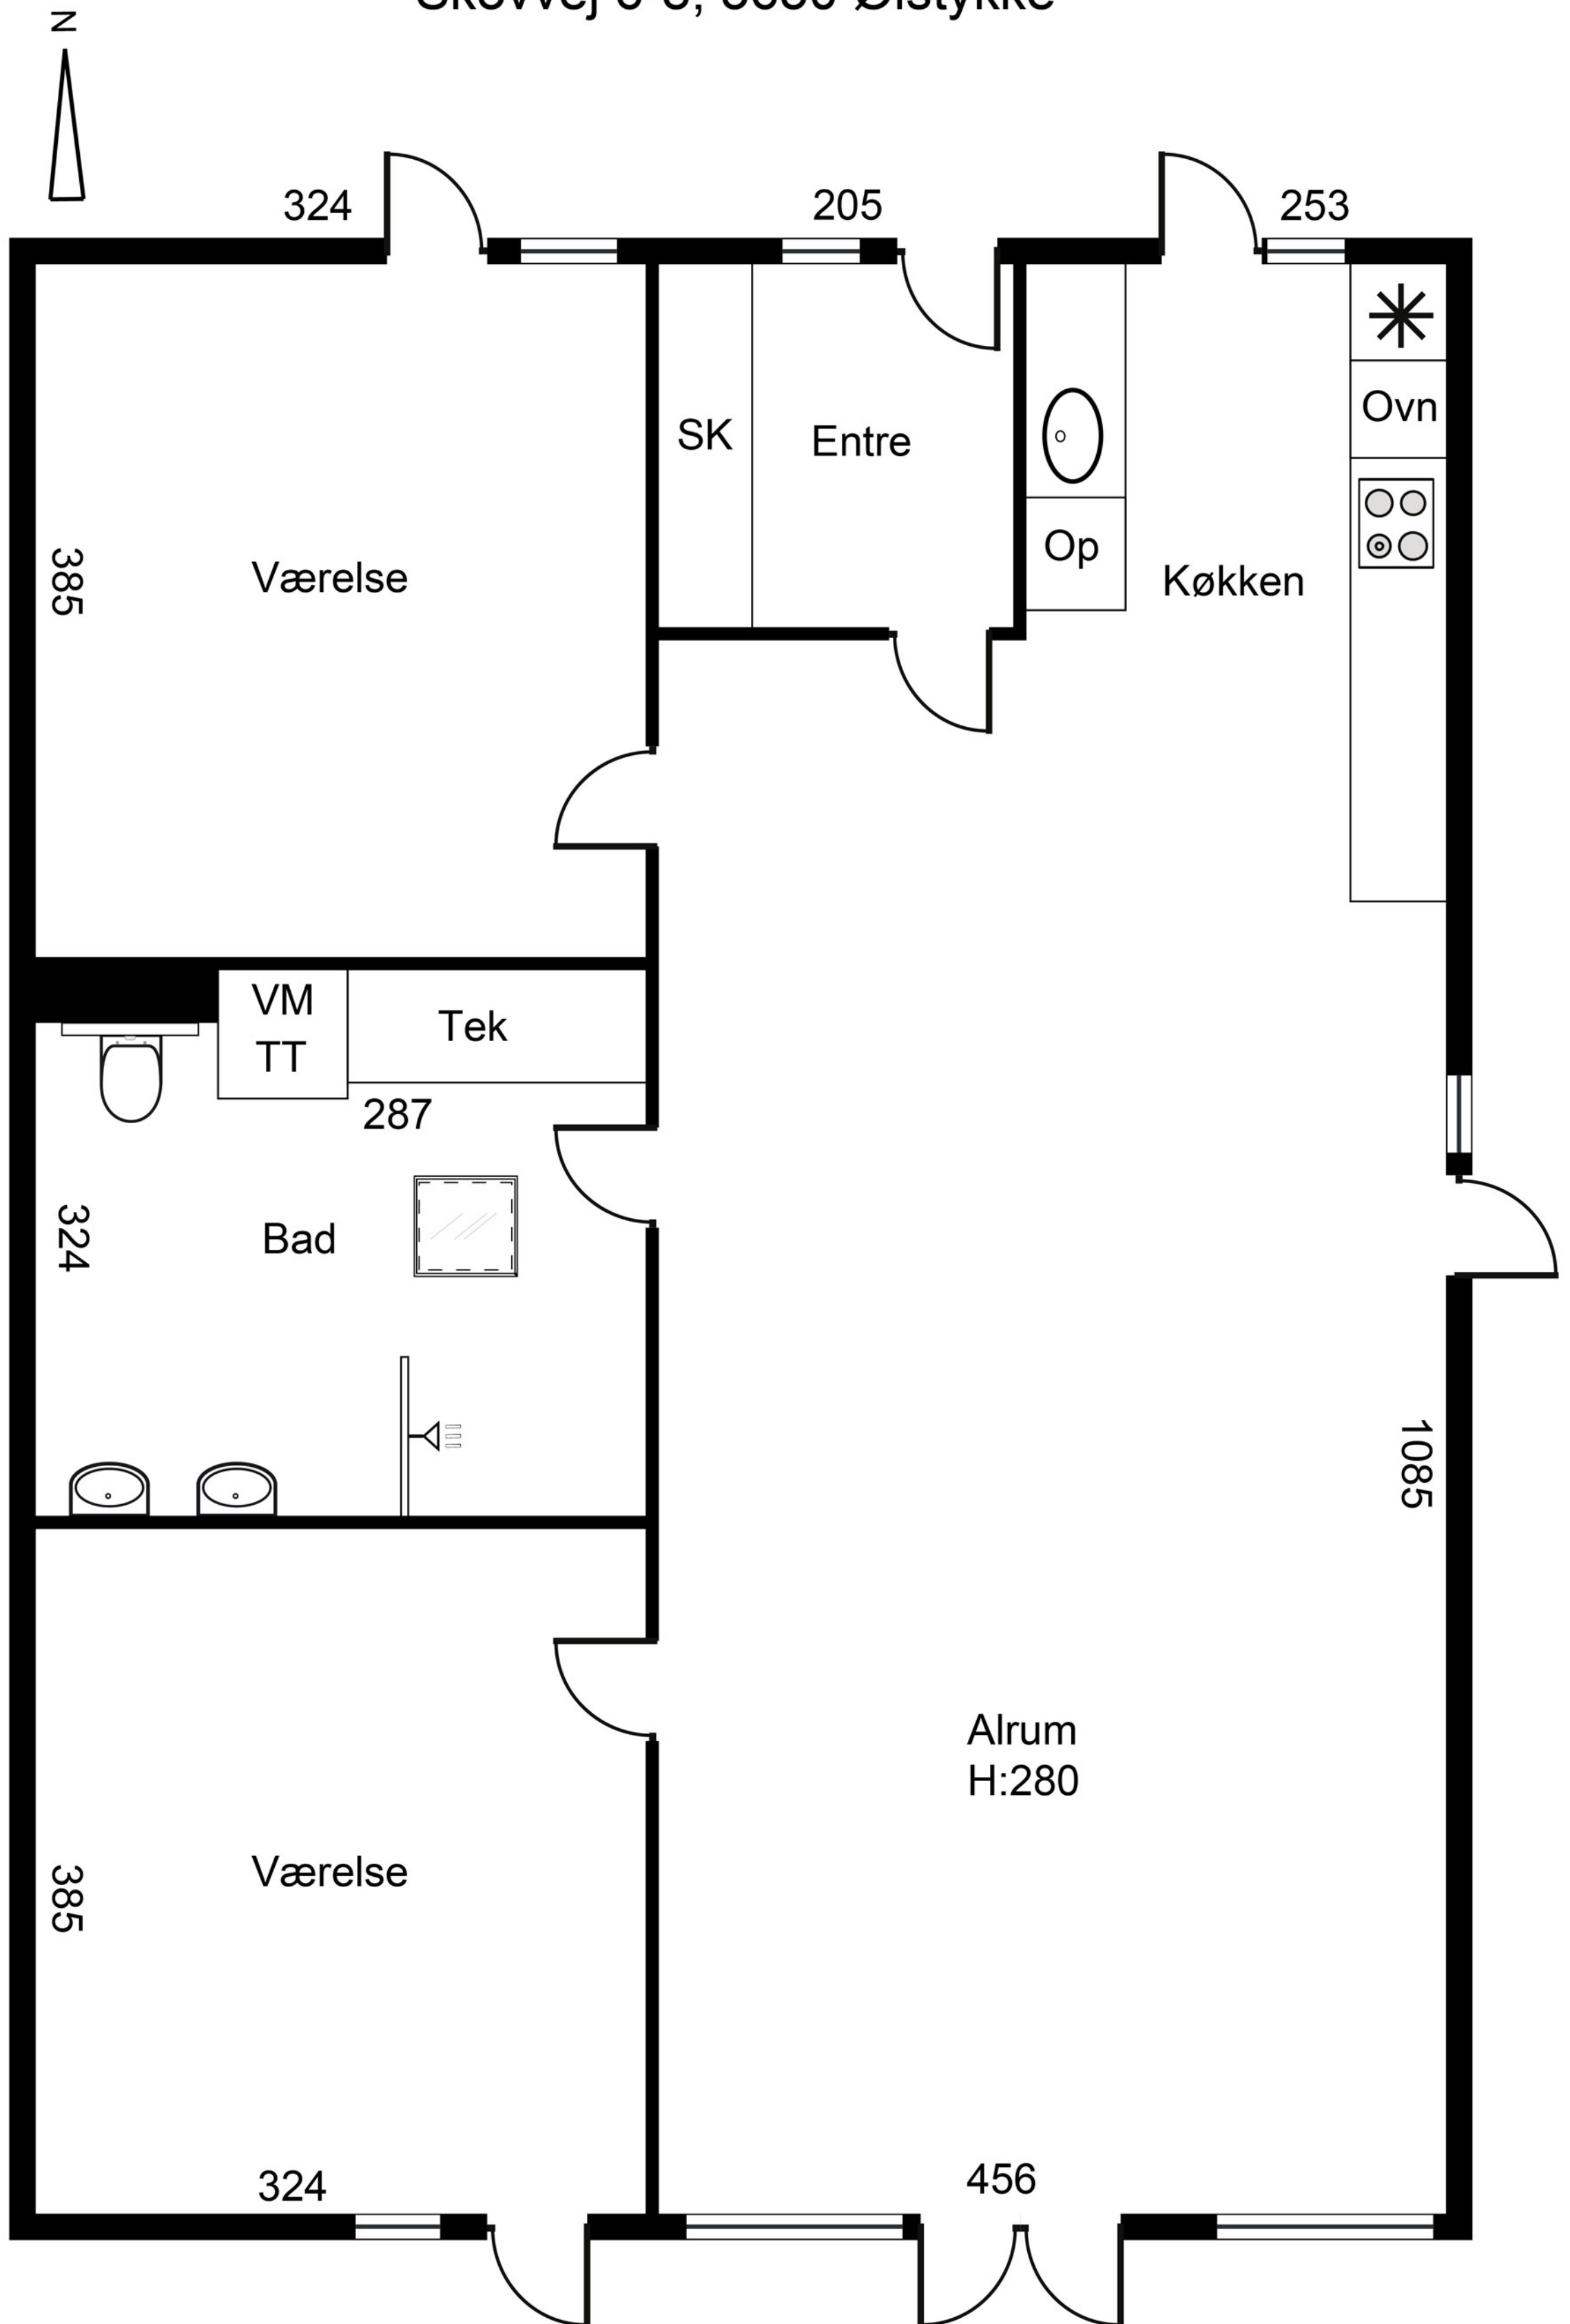 N
324
205
253
SK
Entre
Ovn
Op
Køkken
385
Værelse
VM
TT
Tek
287
324
Bad
1085
Alrum
H:280
385
Værelse
324
456